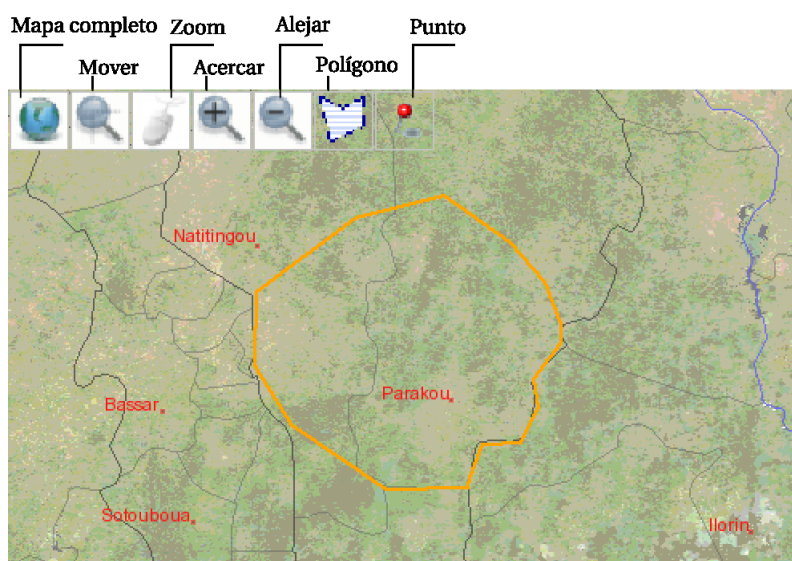 Mapa completo
Zoom
Alejar
Punto
Mover
Acercar
Polígono
Natitingou
Parakou
Bassar
Sotouboua
Ilorin